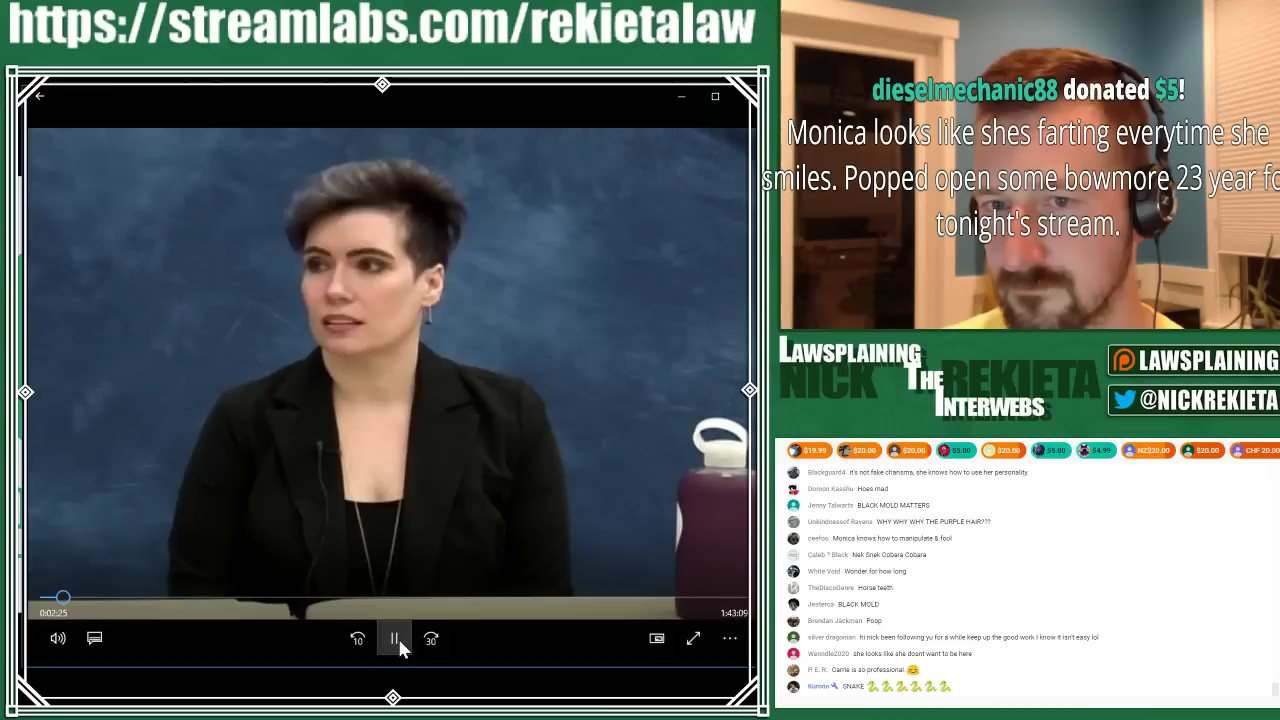 https://streamlabs.com/rekietalaw
dieselmechanic88 donated $5!
Monica looks like shes farting everytime she
smiles. Popped open some bowmore 23 year fo
tonight's stream.
0:02:25
1:43:09
10
30
LAWSPLAINING
THE
INTERWEBS
NICK REKIETA
LAWSPLAINING
@NICKREKIETA
$19.99 $20.00 $20.00 $5.00 $20.00 $5.00 $4.99 NZ$20.00 $20.00 CHF 20.00
Blackguard4 it's not fake charisma, she knows how to use her personality
Domon Kasshu Hoes mad
Jenny Talwarts BLACK MOLD MATTERS
Unkindnessof Ravens WHY WHY WHY THE PURPLE HAIR???
ceefoo Monica knows how to manipulate & fool
Caleb ? Black Nek Snek Cobara Cobara
White Void Wonder for how long
TheDiscoGenre Horse teeth
Jesterca BLACK MOLD
Brendan Jackman Poop
silver dragonian hi nick been following yu for a while keep up the good work I know it isn't easy lol
Wenndle2020 she looks like she dosnt want to be here
P. E. R. Carrie is so professional. 😊
Kurono SNAKE 🐍🐍🐍🐍🐍🐍